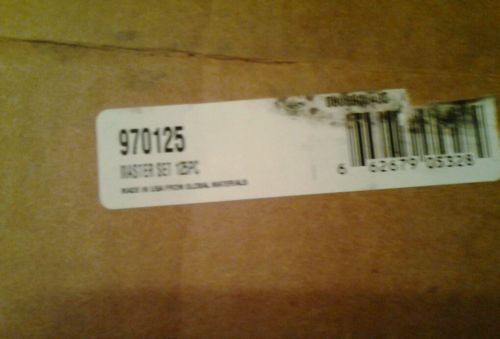 970125
MASTER SET 125PC
MADE IN USA FROM GLOBAL MATERIALS
6 62679 05328